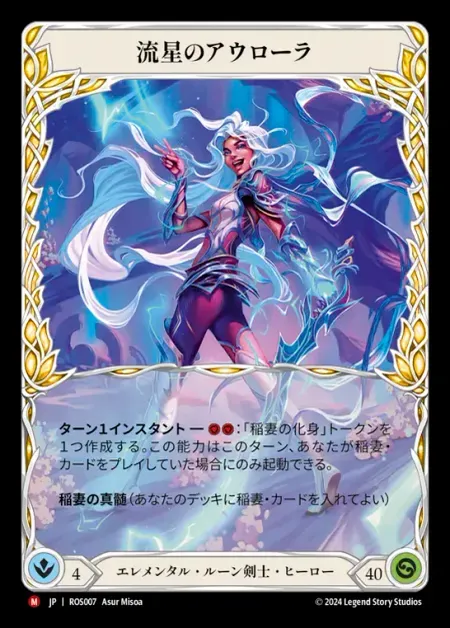 流星のアウローラ
ターン1インスタント ー :「稲妻の化身」トークンを
1つ作成する。この能力はこのターン、あなたが稲妻・
カードをプレイしていた場合にのみ起動できる。
稲妻の真髄(あなたのデッキに稲妻・カードを入れてよい)
4 エレメンタル・ルーン剣士・ヒーロー 40
M JP | ROS007 Asur Misoa © 2024 Legend Story Studios